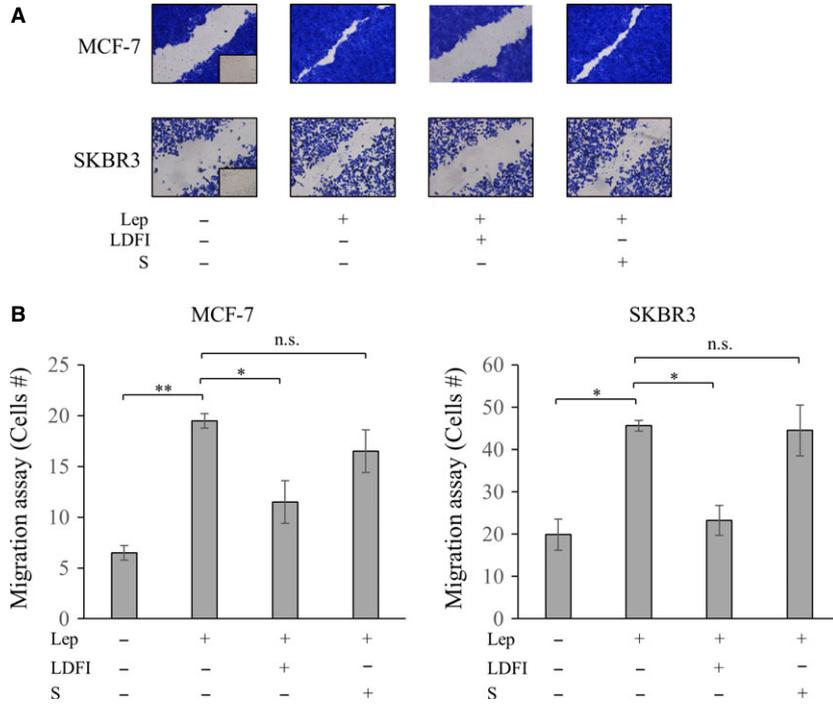 A
MCF-7
SKBR3
Lep – + + +
LDFI – – + –
S – – – +
B
MCF-7
Migration assay (Cells #)
25
20
15
10
5
0
**
*
n.s.
Lep – + + +
LDFI – – + –
S – – – +
SKBR3
Migration assay (Cells #)
60
50
40
30
20
10
0
*
*
n.s.
Lep – + + +
LDFI – – + –
S – – – +